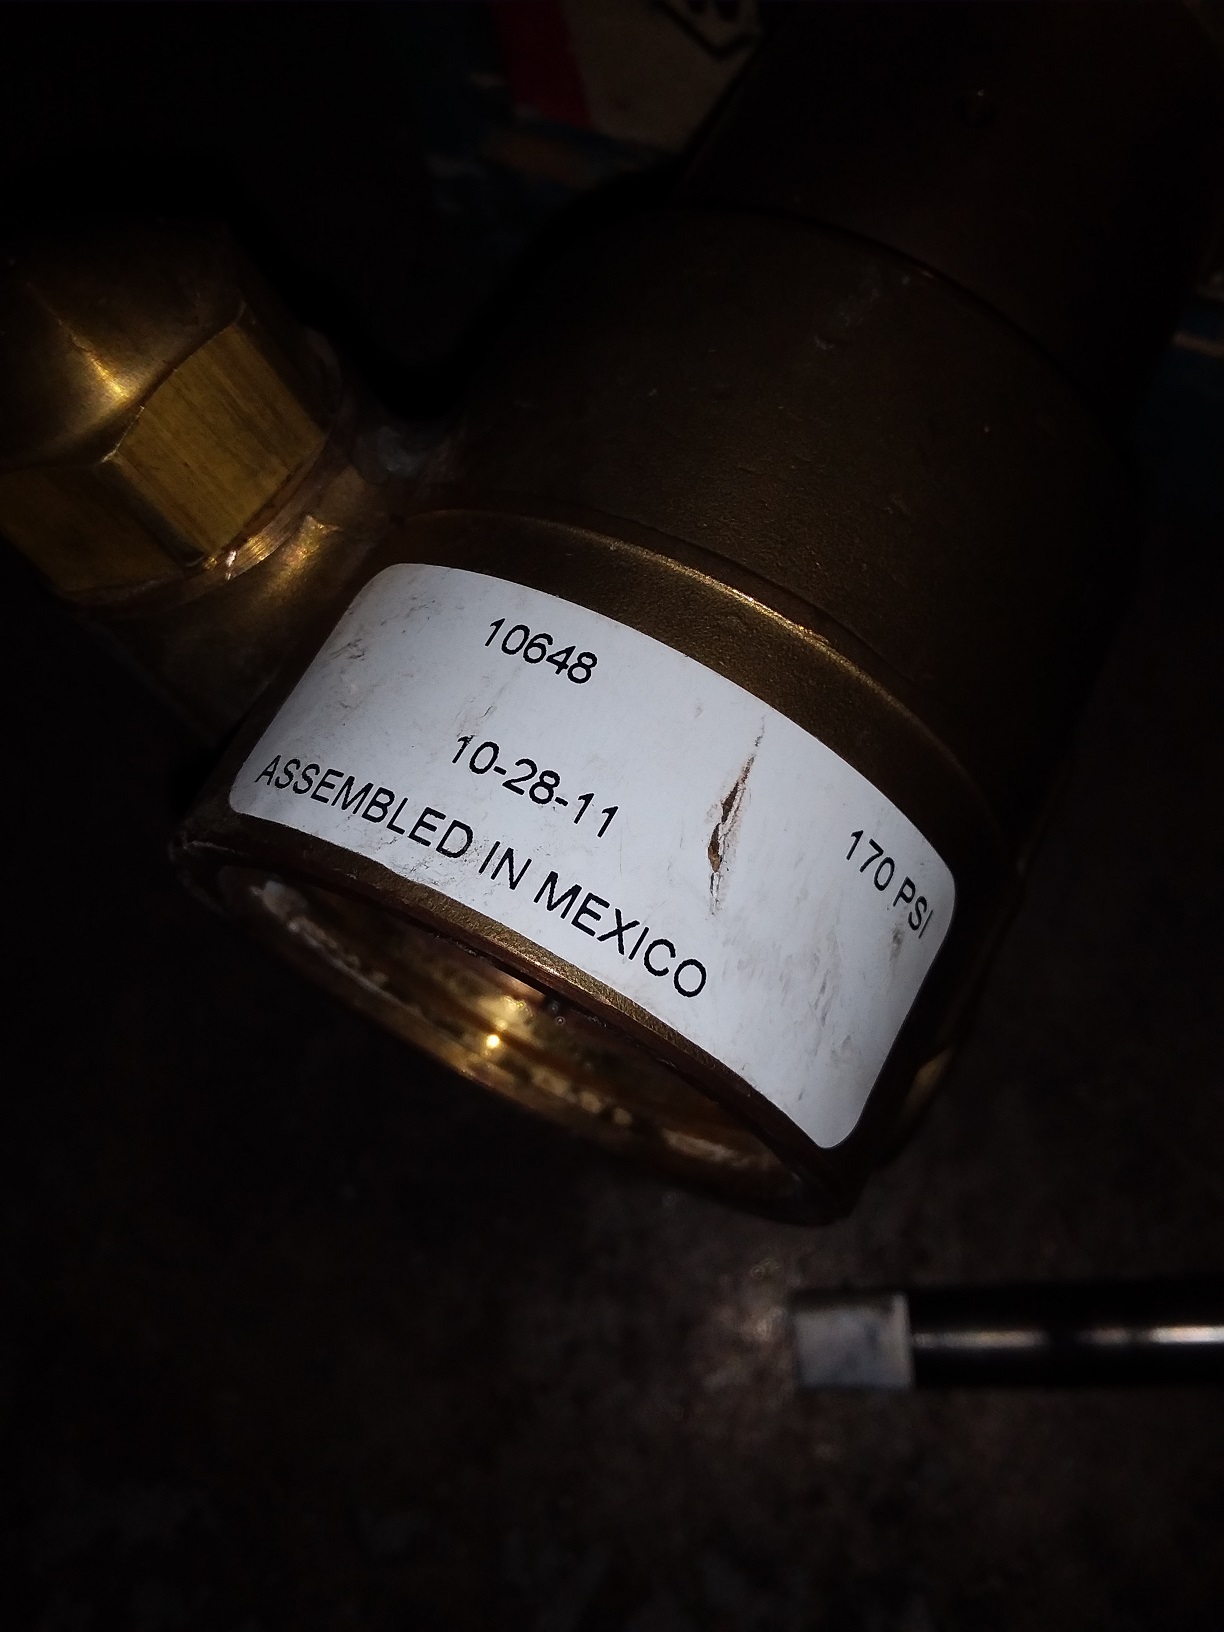 10648
10-28-11
170 PSI
ASSEMBLED IN MEXICO